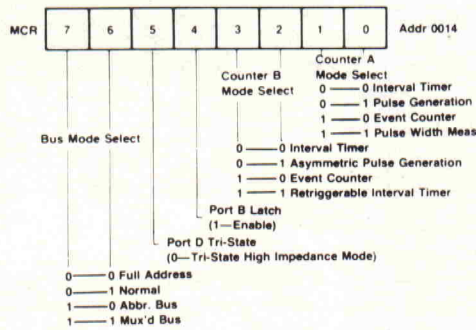 MCR 7 6 5 4 3 2 1 0 Addr 0014
Counter A
Mode Select
0 0 Interval Timer
0 1 Pulse Generation
1 0 Event Counter
1 1 Pulse Width Meas
Counter B
Mode Select
0 0 Interval Timer
0 1 Asymmetric Pulse Generation
1 0 Event Counter
1 1 Retriggerable Interval Timer
Port B Latch
(1—Enable)
Port D Tri-State
(0—Tri-State High Impedance Mode)
Bus Mode Select
0 0 Full Address
0 1 Normal
1 0 Abbr. Bus
1 1 Mux'd Bus